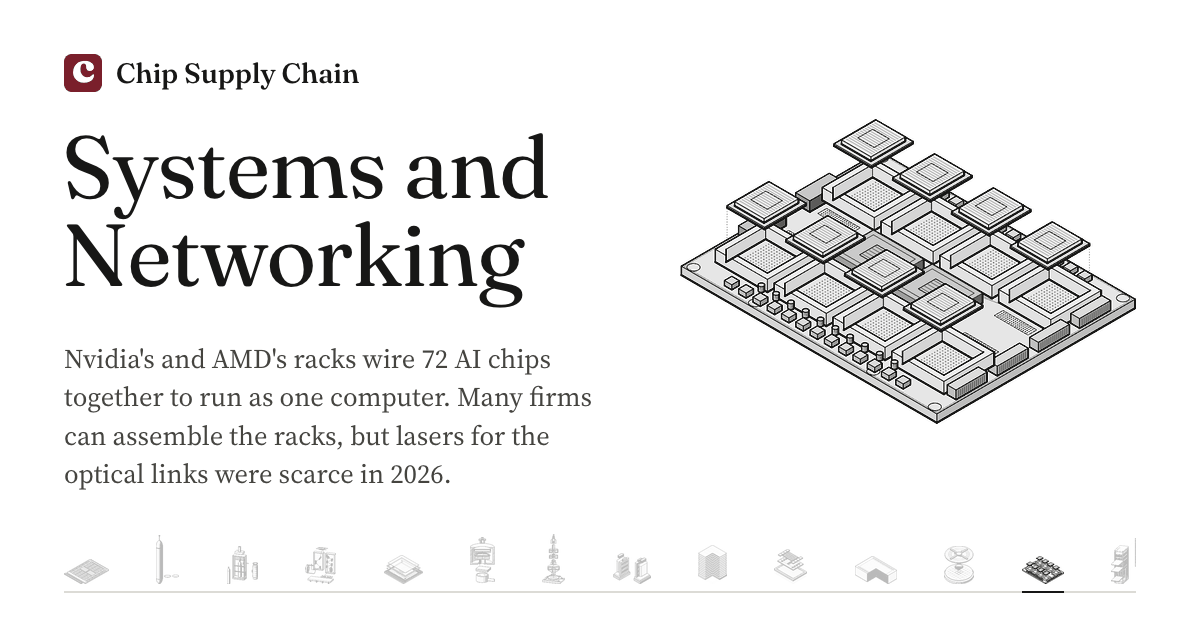 Chip Supply Chain
Systems and
Networking
Nvidia's and AMD's racks wire 72 AI chips
together to run as one computer. Many firms
can assemble the racks, but lasers for the
optical links were scarce in 2026.